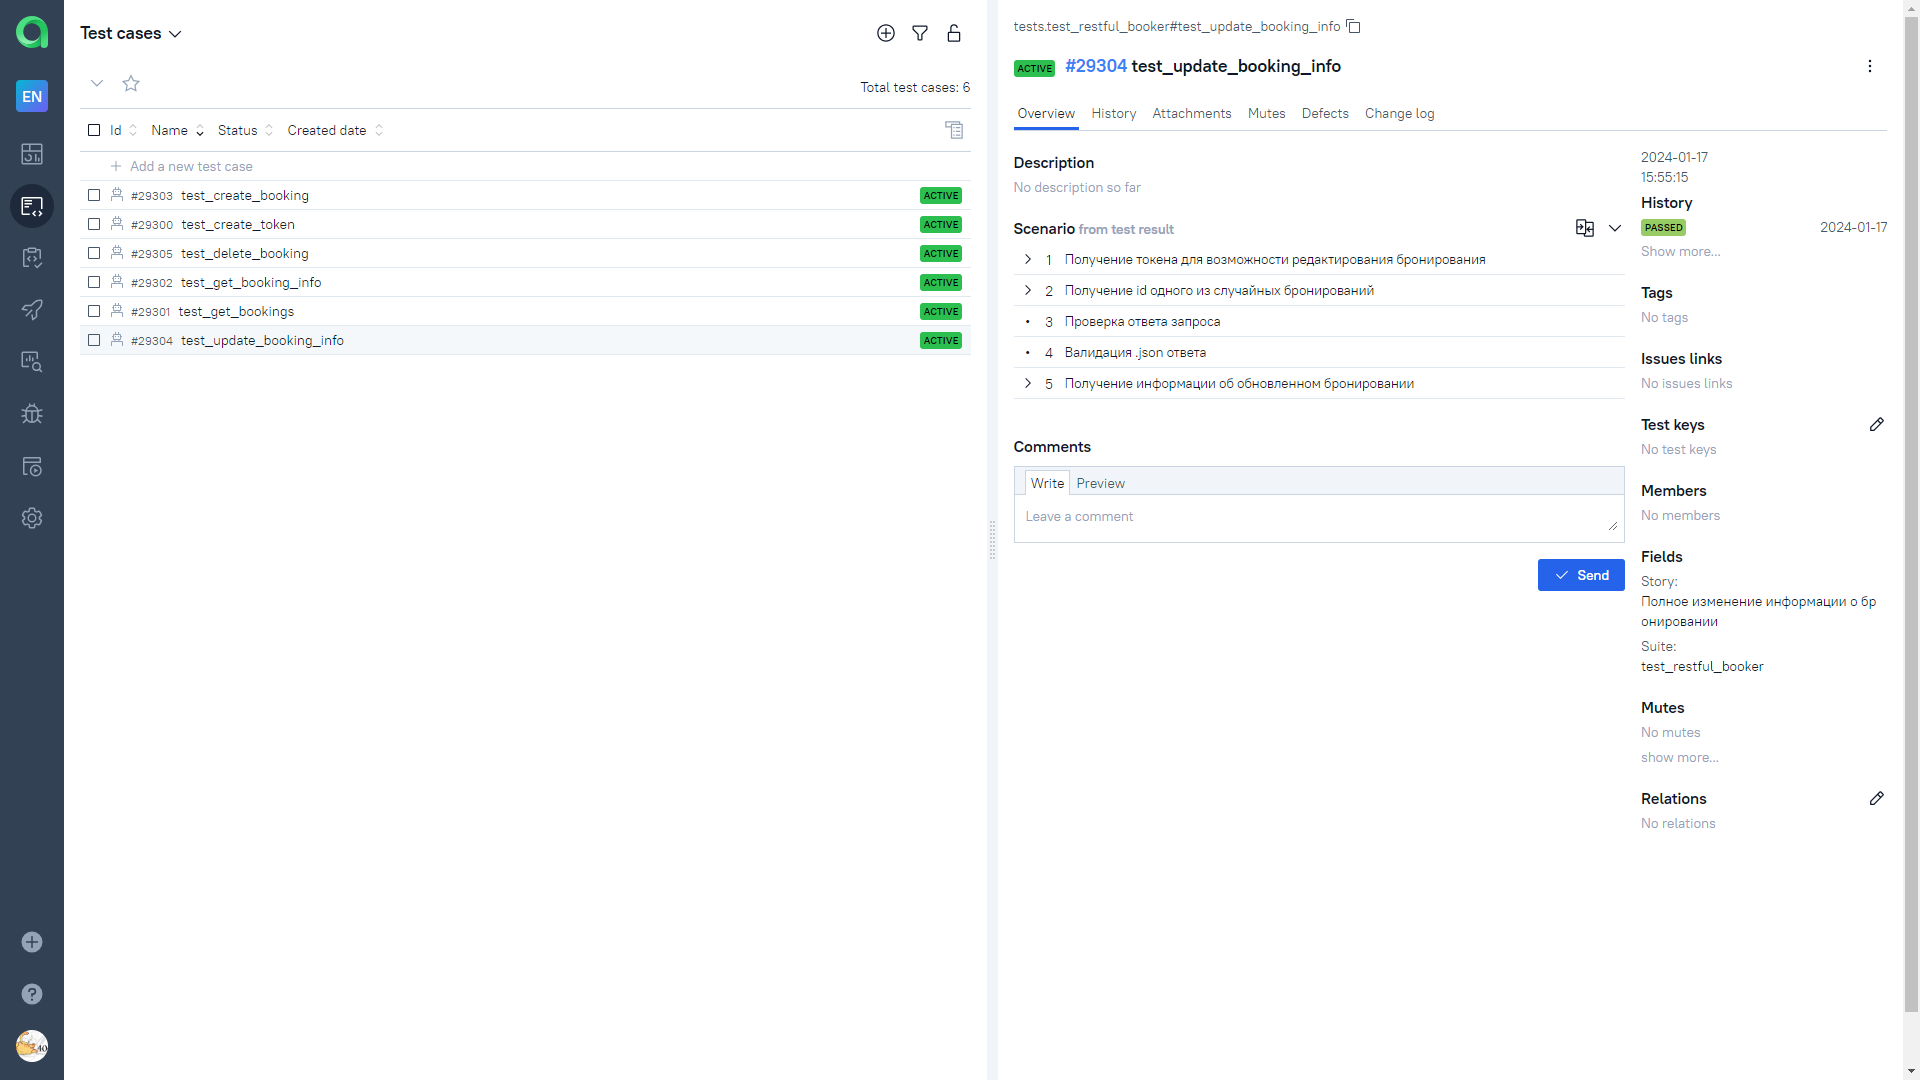 EN
Test cases
Total test cases: 6
Id Name Status Created date
Add a new test case
#29303 test_create_booking ACTIVE
#29300 test_create_token ACTIVE
#29305 test_delete_booking ACTIVE
#29302 test_get_booking_info ACTIVE
#29301 test_get_bookings ACTIVE
#29304 test_update_booking_info ACTIVE
tests.test_restful_booker#test_update_booking_info
ACTIVE #29304 test_update_booking_info
Overview History Attachments Mutes Defects Change log
Description
No description so far
Scenario from test result
1 Получение токена для возможности редактирования бронирования
2 Получение id одного из случайных бронирований
3 Проверка ответа запроса
4 Валидация .json ответа
5 Получение информации об обновленном бронировании
Comments
Write Preview
Leave a comment
Send
2024-01-17
15:55:15
History
PASSED 2024-01-17
Show more...
Tags
No tags
Issues links
No issues links
Test keys
No test keys
Members
No members
Fields
Story:
Полное изменение информации о бр
онировании
Suite:
test_restful_booker
Mutes
No mutes
show more...
Relations
No relations
?
AO